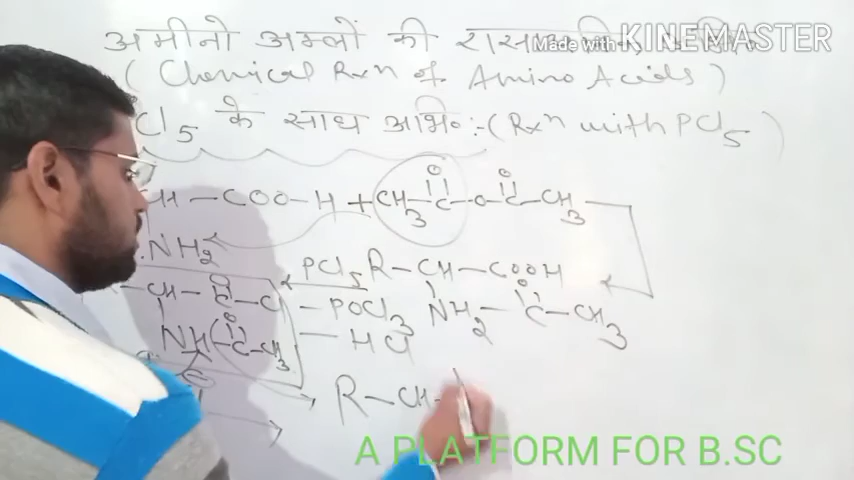 अमीनो अम्लों की
Made with KINEMASTER
( Chemical Rxn of Amino Acids )
Cl5 के साथ अभि०:- ( Rxn with PCl5 )
CH - COO - H + CH3 - C - O - C - CH3
O O
NH2
PCl5 R - CH - COOH
CH - C - Cl - POCl3 NH2 - C - CH3
O O
NH - C - CH3 - HCl
O
R - CH -
A PLATFORM FOR B.SC